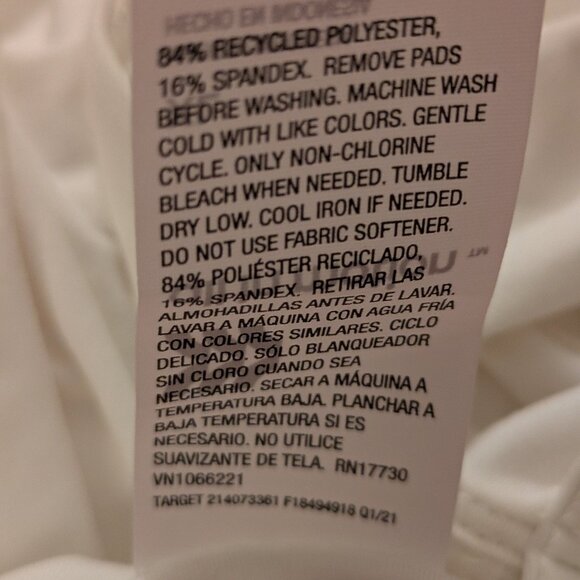 HECHO EN INDONESIA
84% RECYCLED POLYESTER,
16% SPANDEX. REMOVE PADS
BEFORE WASHING. MACHINE WASH
COLD WITH LIKE COLORS. GENTLE
CYCLE. ONLY NON-CHLORINE
BLEACH WHEN NEEDED. TUMBLE
DRY LOW. COOL IRON IF NEEDED.
DO NOT USE FABRIC SOFTENER.
84% POLIÉSTER RECICLADO,
16% SPANDEX. RETIRAR LAS
ALMOHADILLAS ANTES DE LAVAR.
LAVAR A MÁQUINA CON AGUA FRÍA
CON COLORES SIMILARES. CICLO
DELICADO. SÓLO BLANQUEADOR
SIN CLORO CUANDO SEA
NECESARIO. SECAR A MÁQUINA A
TEMPERATURA BAJA. PLANCHAR A
BAJA TEMPERATURA SI ES
NECESARIO. NO UTILICE
SUAVIZANTE DE TELA. RN17730
VN1066221
TARGET 214073361 F18494918 Q1/21